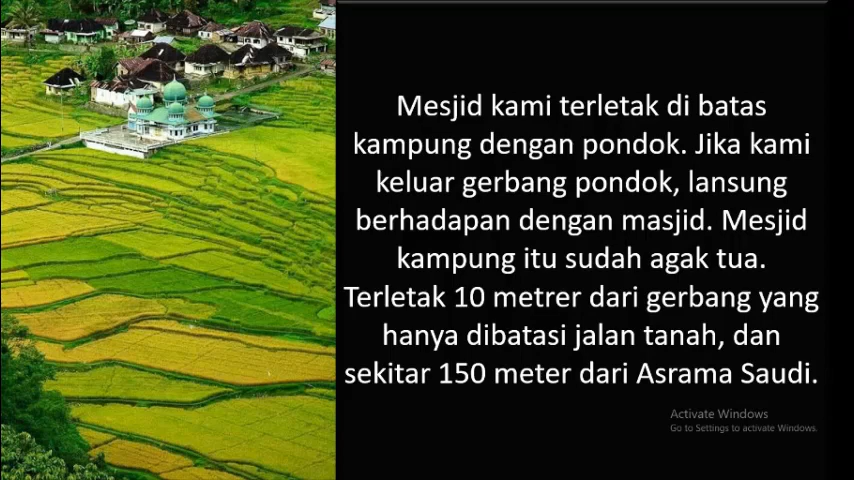 Mesjid kami terletak di batas
kampung dengan pondok. Jika kami
keluar gerbang pondok, lansung
berhadapan dengan masjid. Mesjid
kampung itu sudah agak tua.
Terletak 10 metrer dari gerbang yang
hanya dibatasi jalan tanah, dan
sekitar 150 meter dari Asrama Saudi.
Activate Windows
Go to Settings to activate Windows.